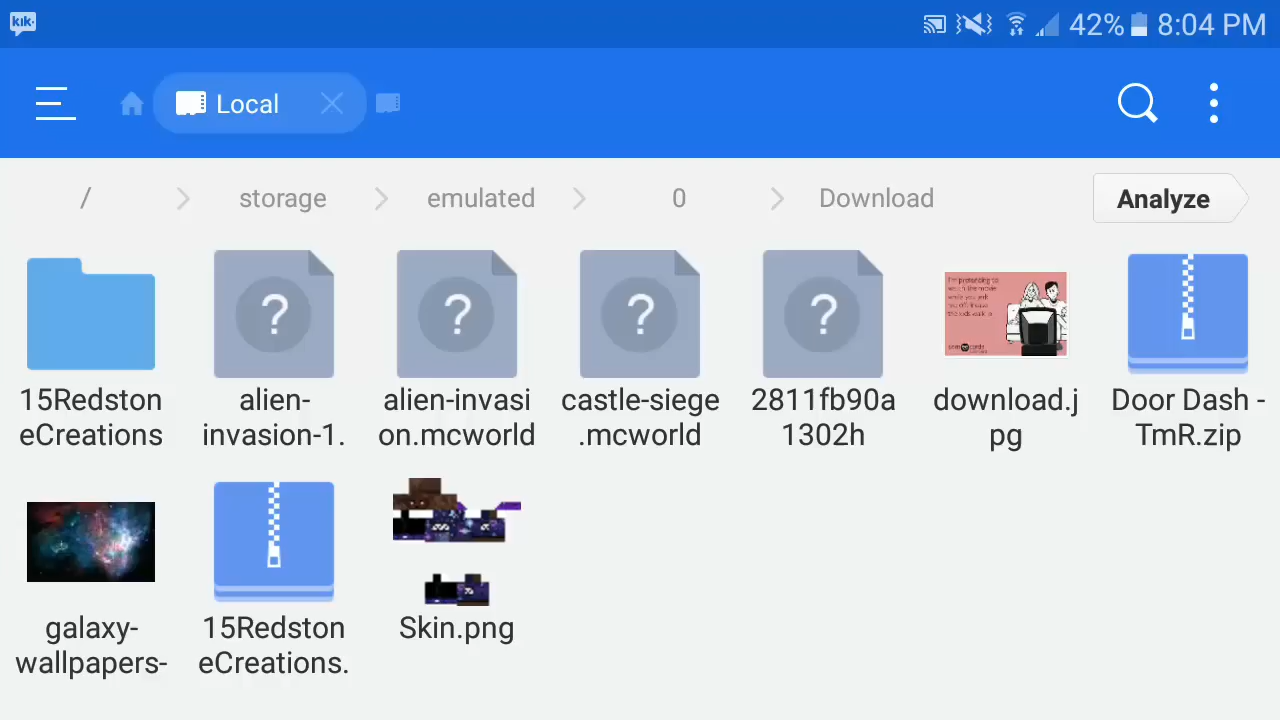 kik.
42% 8:04 PM
Local
/ storage emulated 0 Download Analyze
15Redston
eCreations
alien-
invasion-1.
alien-invasi
on.mcworld
castle-siege
.mcworld
2811fb90a
1302h
download.j
pg
Door Dash -
TmR.zip
galaxy-
wallpapers-
15Redston
eCreations.
Skin.png